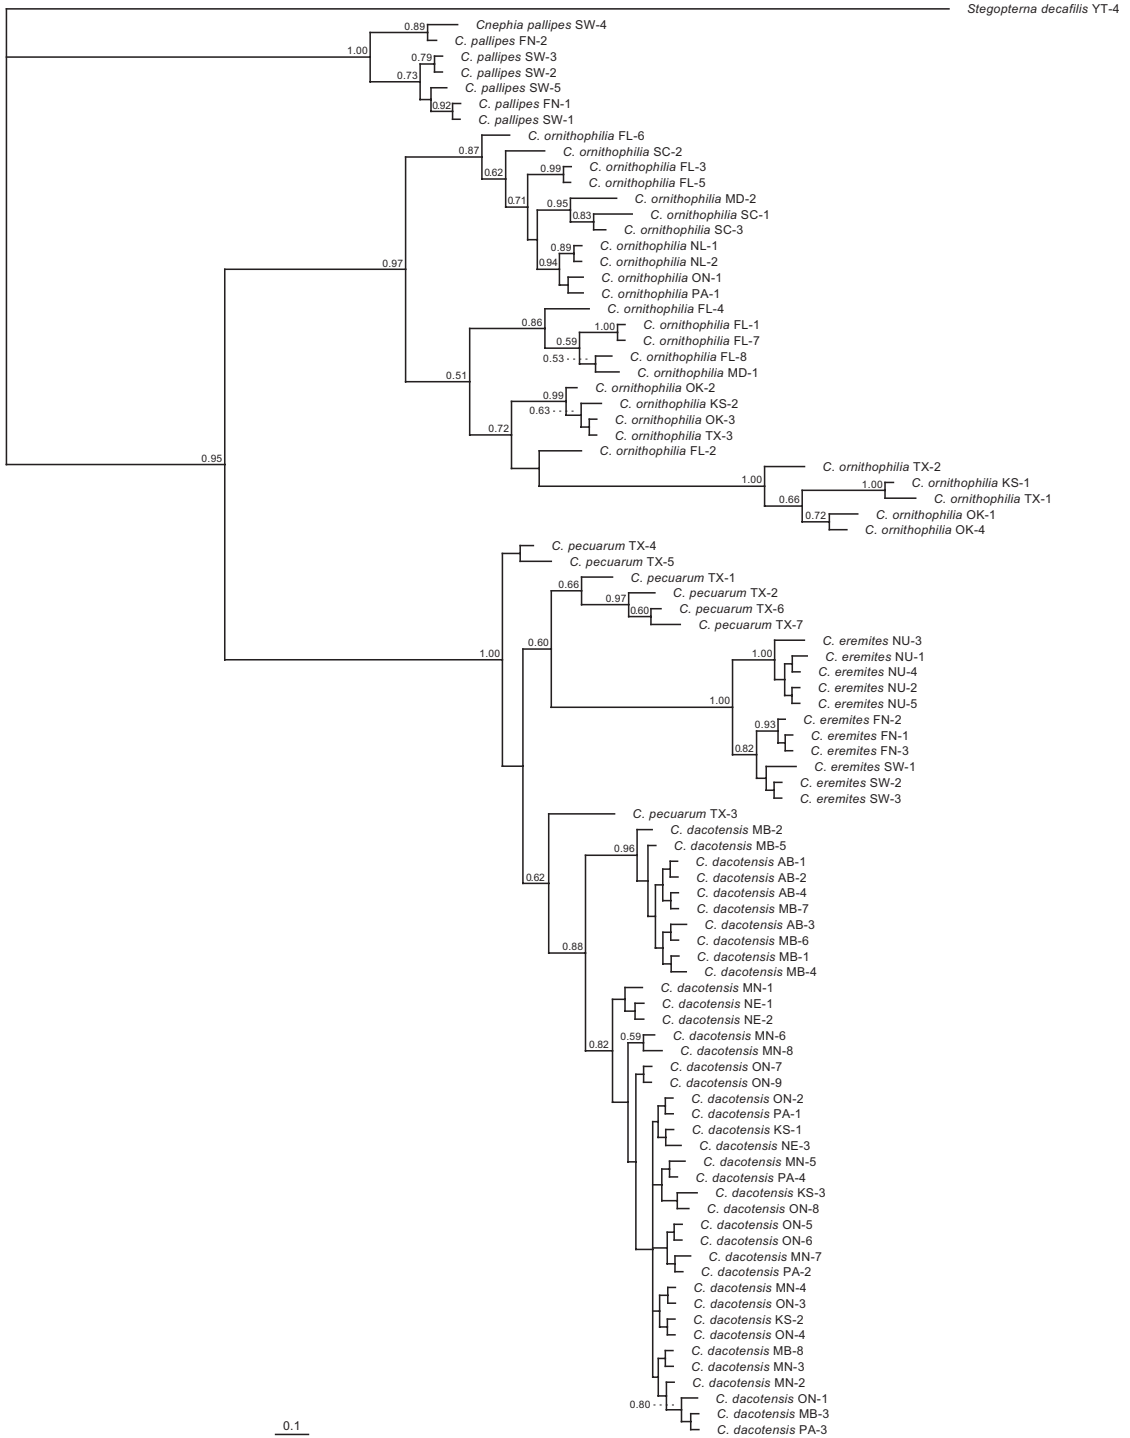 Stegopterna decafilis YT-4
0.89
Cnephia pallipes SW-4
C. pallipes FN-2
1.00
0.79
C. pallipes SW-3
C. pallipes SW-2
0.73
C. pallipes SW-5
0.92
C. pallipes FN-1
C. pallipes SW-1
C. ornithophilia FL-6
0.87
C. ornithophilia SC-2
0.62
0.99
C. ornithophilia FL-3
C. ornithophilia FL-5
0.71
0.95
C. ornithophilia MD-2
0.83
C. ornithophilia SC-1
C. ornithophilia SC-3
0.89
C. ornithophilia NL-1
C. ornithophilia NL-2
0.97
0.94
C. ornithophilia ON-1
C. ornithophilia PA-1
C. ornithophilia FL-4
0.86
1.00
C. ornithophilia FL-1
C. ornithophilia FL-7
0.59
0.53
C. ornithophilia FL-8
C. ornithophilia MD-1
0.51
C. ornithophilia OK-2
0.99
0.63
C. ornithophilia KS-2
C. ornithophilia OK-3
0.72
C. ornithophilia TX-3
C. ornithophilia FL-2
0.95
C. ornithophilia TX-2
1.00
1.00
C. ornithophilia KS-1
0.66
C. ornithophilia TX-1
0.72
C. ornithophilia OK-1
C. ornithophilia OK-4
C. pecuarum TX-4
C. pecuarum TX-5
0.66
C. pecuarum TX-1
0.97
C. pecuarum TX-2
0.60
C. pecuarum TX-6
C. pecuarum TX-7
0.60
C. eremites NU-3
1.00
1.00
C. eremites NU-1
C. eremites NU-4
C. eremites NU-2
1.00
C. eremites NU-5
0.93
C. eremites FN-2
C. eremites FN-1
0.82
C. eremites FN-3
C. eremites SW-1
C. eremites SW-2
C. eremites SW-3
C. pecuarum TX-3
C. dacotensis MB-2
0.96
C. dacotensis MB-5
C. dacotensis AB-1
0.62
C. dacotensis AB-2
C. dacotensis AB-4
C. dacotensis MB-7
C. dacotensis AB-3
C. dacotensis MB-6
0.88
C. dacotensis MB-1
C. dacotensis MB-4
C. dacotensis MN-1
C. dacotensis NE-1
C. dacotensis NE-2
0.59
C. dacotensis MN-6
0.82
C. dacotensis MN-8
C. dacotensis ON-7
C. dacotensis ON-9
C. dacotensis ON-2
C. dacotensis PA-1
C. dacotensis KS-1
C. dacotensis NE-3
C. dacotensis MN-5
C. dacotensis PA-4
C. dacotensis KS-3
C. dacotensis ON-8
C. dacotensis ON-5
C. dacotensis ON-6
C. dacotensis MN-7
C. dacotensis PA-2
C. dacotensis MN-4
C. dacotensis ON-3
C. dacotensis KS-2
C. dacotensis ON-4
C. dacotensis MB-8
C. dacotensis MN-3
C. dacotensis MN-2
0.80
C. dacotensis ON-1
C. dacotensis MB-3
C. dacotensis PA-3
0.1